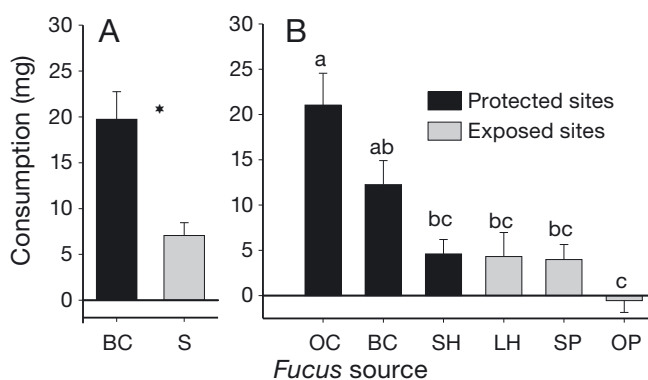 A
B
Consumption (mg)
30
25
20
15
10
5
0
*
BC
S
30
25
20
15
10
5
0
a
ab
bc
bc
bc
c
Protected sites
Exposed sites
OC
BC
SH
LH
SP
OP
Fucus source